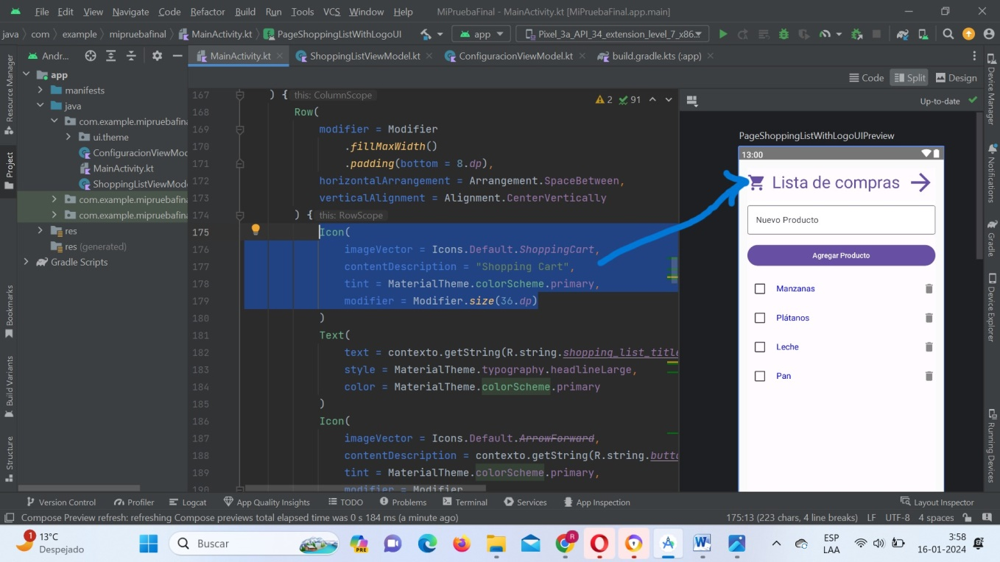 File Edit View Navigate Code Refactor Build Run Tools VCS Window Help MiPruebaFinal - MainActivity.kt [MiPruebaFinal.app.main]
java com example mipruebafinal MainActivity.kt PageShoppingListWithLogoUI app Pixel_3a_API_34_extension_level_7_x86
Andr... MainActivity.kt ShoppingListViewModel.kt ConfiguracionViewModel.kt build.gradle.kts (:app)
Code Split Design
Resource Manager
Project
Bookmarks
Build Variants
Structure
app
manifests
java
com.example.mipruebafina
ui.theme
ConfiguracionViewMod
MainActivity.kt
ShoppingListViewMode
com.example.mipruebafina
com.example.mipruebafina
res
res (generated)
Gradle Scripts
2 91
167 ) { this: ColumnScope
168 Row(
169 modifier = Modifier
170 .fillMaxWidth()
171 .padding(bottom = 8.dp),
172 horizontalArrangement = Arrangement.SpaceBetween,
173 verticalAlignment = Alignment.CenterVertically
174 ) { this: RowScope
175 Icon(
176 imageVector = Icons.Default.ShoppingCart,
177 contentDescription = "Shopping Cart",
178 tint = MaterialTheme.colorScheme.primary,
179 modifier = Modifier.size(36.dp)
180 )
181 Text(
182 text = contexto.getString(R.string.shopping_list_title
183 style = MaterialTheme.typography.headlineLarge,
184 color = MaterialTheme.colorScheme.primary
185 )
186 Icon(
187 imageVector = Icons.Default.ArrowForward,
188 contentDescription = contexto.getString(R.string.butto
189 tint = MaterialTheme.colorScheme.primary,
190 modifier = Modifier
Up-to-date
PageShoppingListWithLogoUIPreview
13:00
Lista de compras
Nuevo Producto
Agregar Producto
Manzanas
Plátanos
Leche
Pan
Device Manager
Notifications
Gradle
Device Explorer
Running Devices
Version Control Profiler Logcat App Quality Insights TODO Problems Terminal Services App Inspection Layout Inspector
Compose Preview refresh: refreshing Compose previews total elapsed time was 0 s 184 ms (a minute ago) 175:13 (223 chars, 4 line breaks) LF UTF-8 4 spaces
1 13°C
Despejado
Buscar
PRE
R
W
ESP
LAA
3:58
16-01-2024